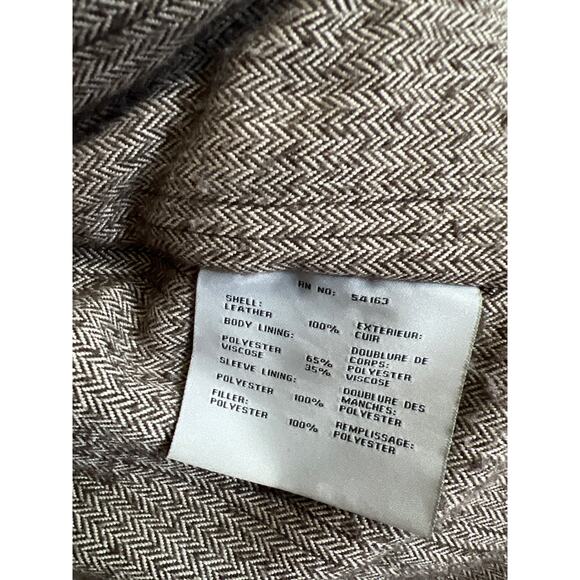 RN NO: 54163
SHELL:
LEATHER 100% EXTERIEUR:
CUIR
BODY LINING:
POLYESTER 65% DOUBLURE DE
CORPS:
VISCOSE 35% POLYESTER
VISCOSE
SLEEVE LINING:
POLYESTER 100% DOUBLURE DES
MANCHES:
POLYESTER
FILLER:
POLYESTER 100% REMPLISSAGE:
POLYESTER